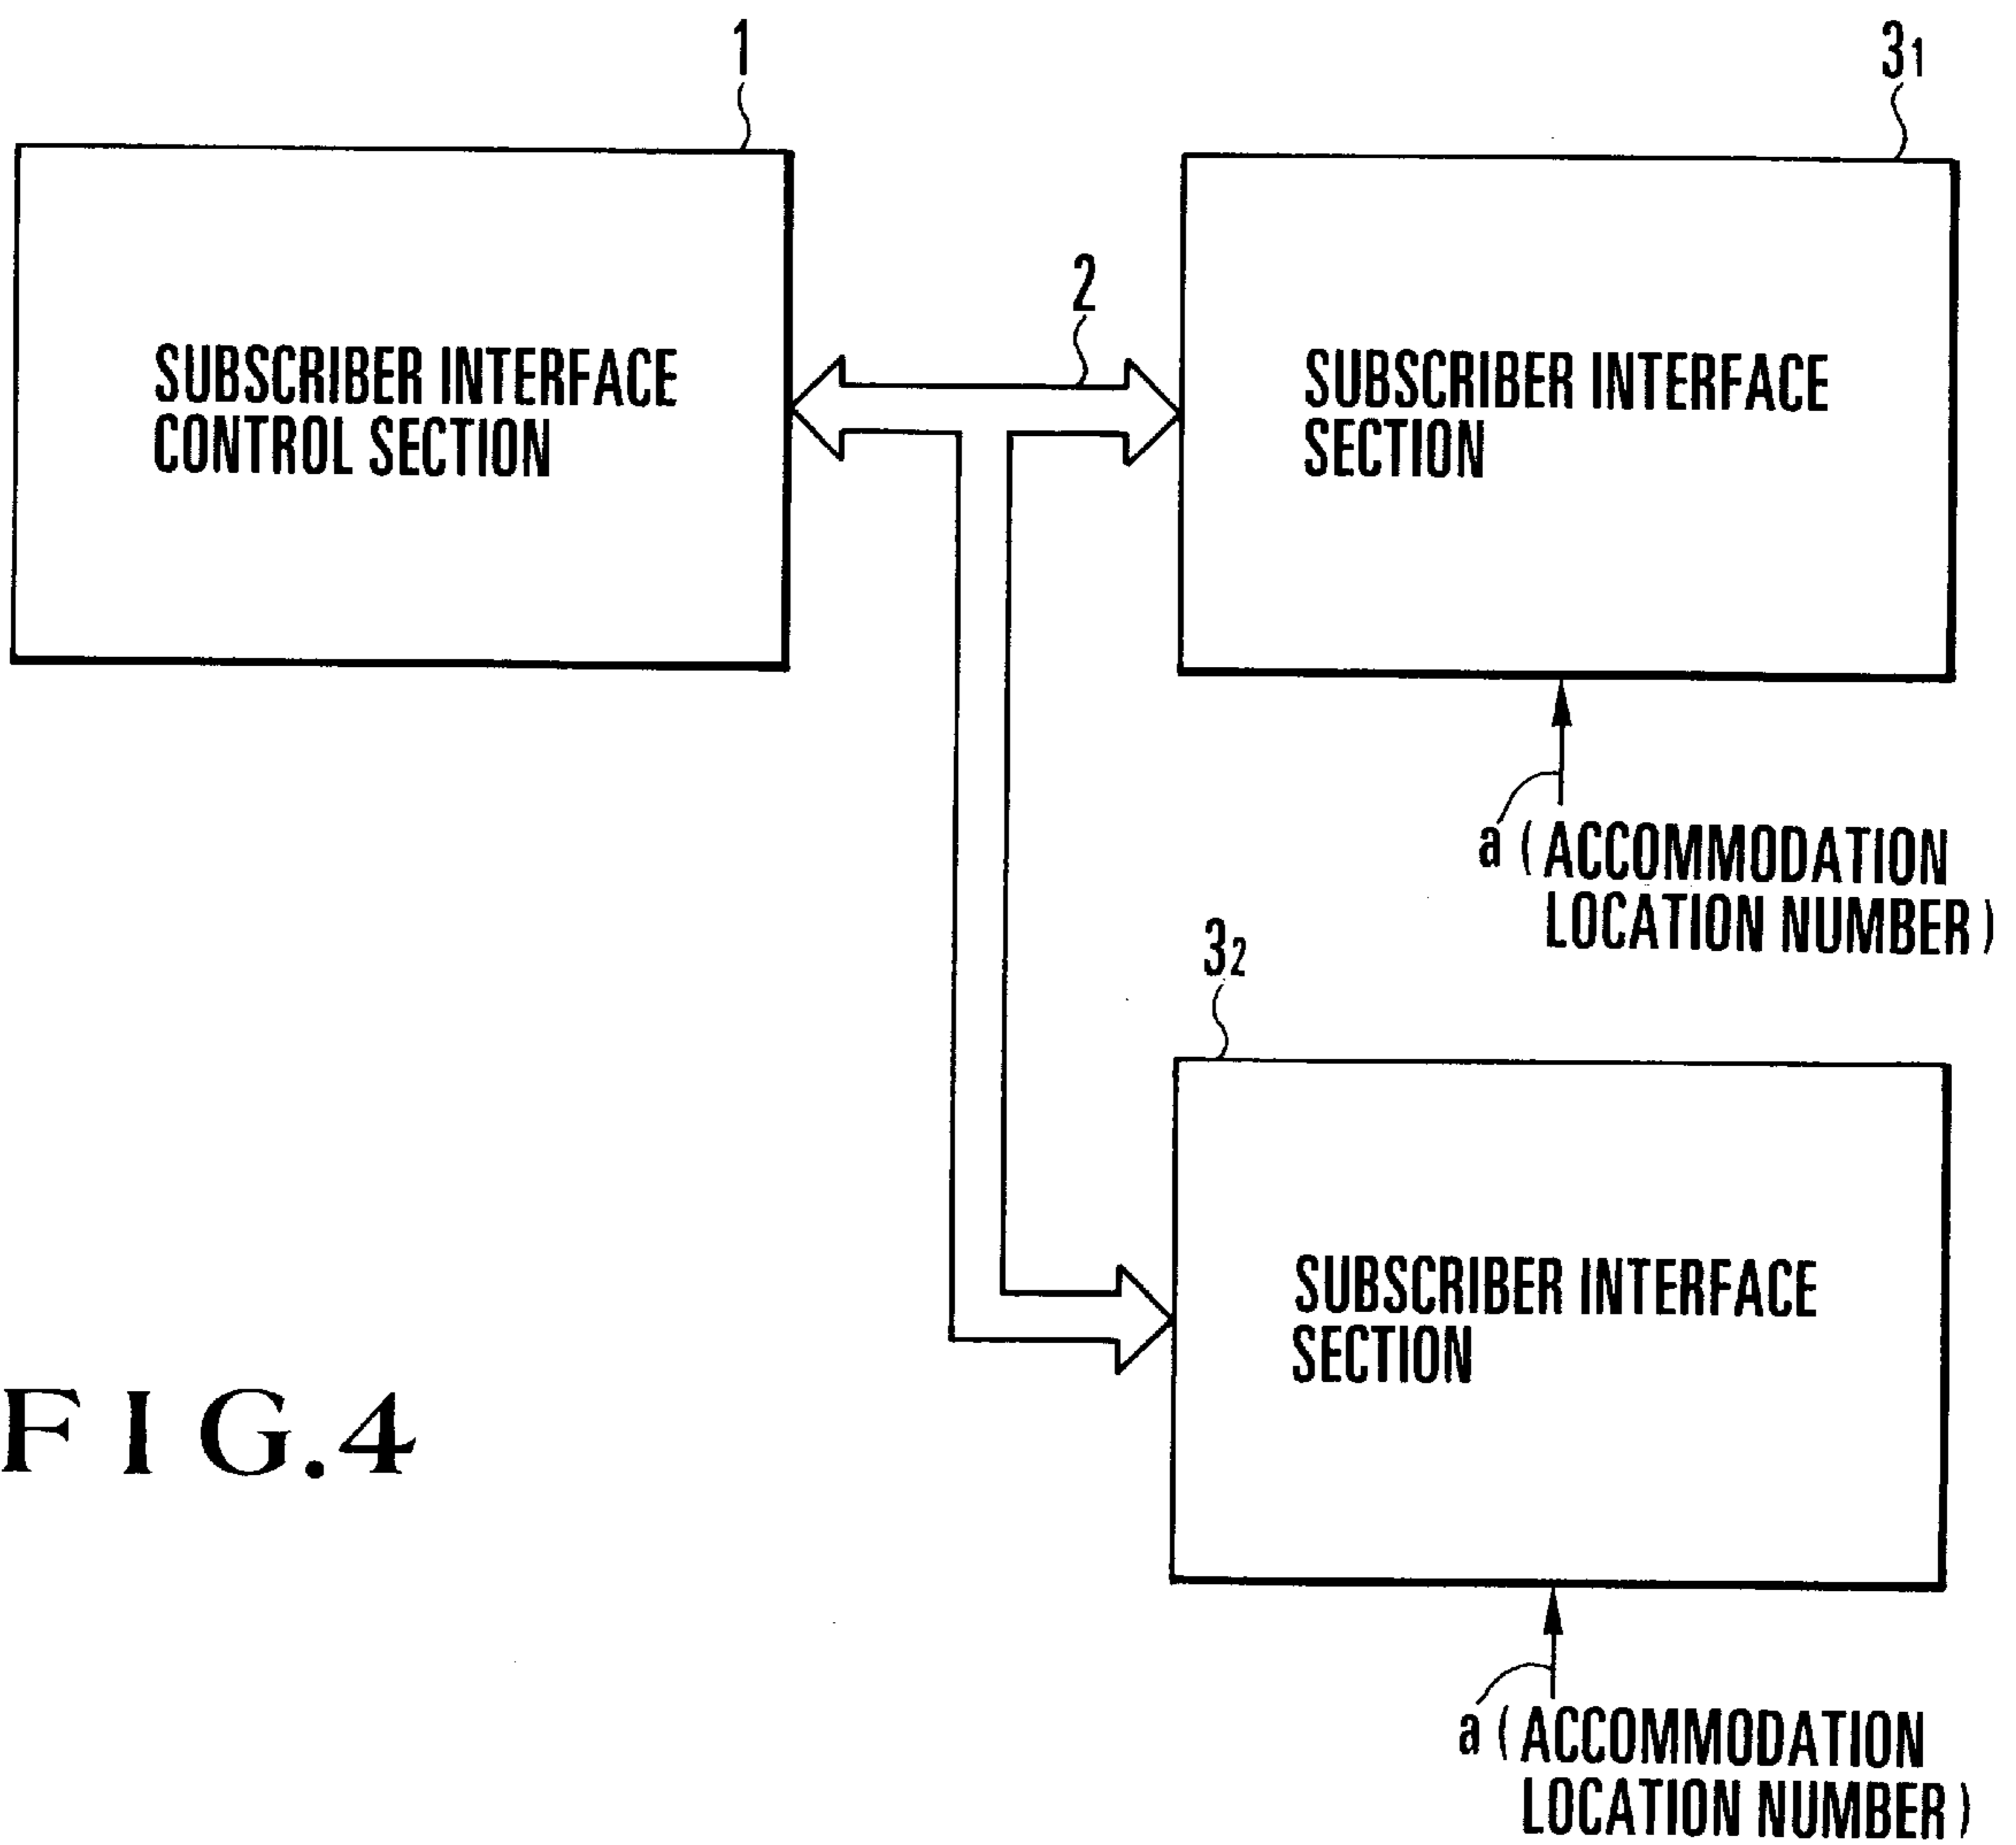 1
3₁
2
SUBSCRIBER INTERFACE
CONTROL SECTION
SUBSCRIBER INTERFACE
SECTION
a (ACCOMMODATION
LOCATION NUMBER)
3₂
SUBSCRIBER INTERFACE
SECTION
FIG.4
a (ACCOMMODATION
LOCATION NUMBER)